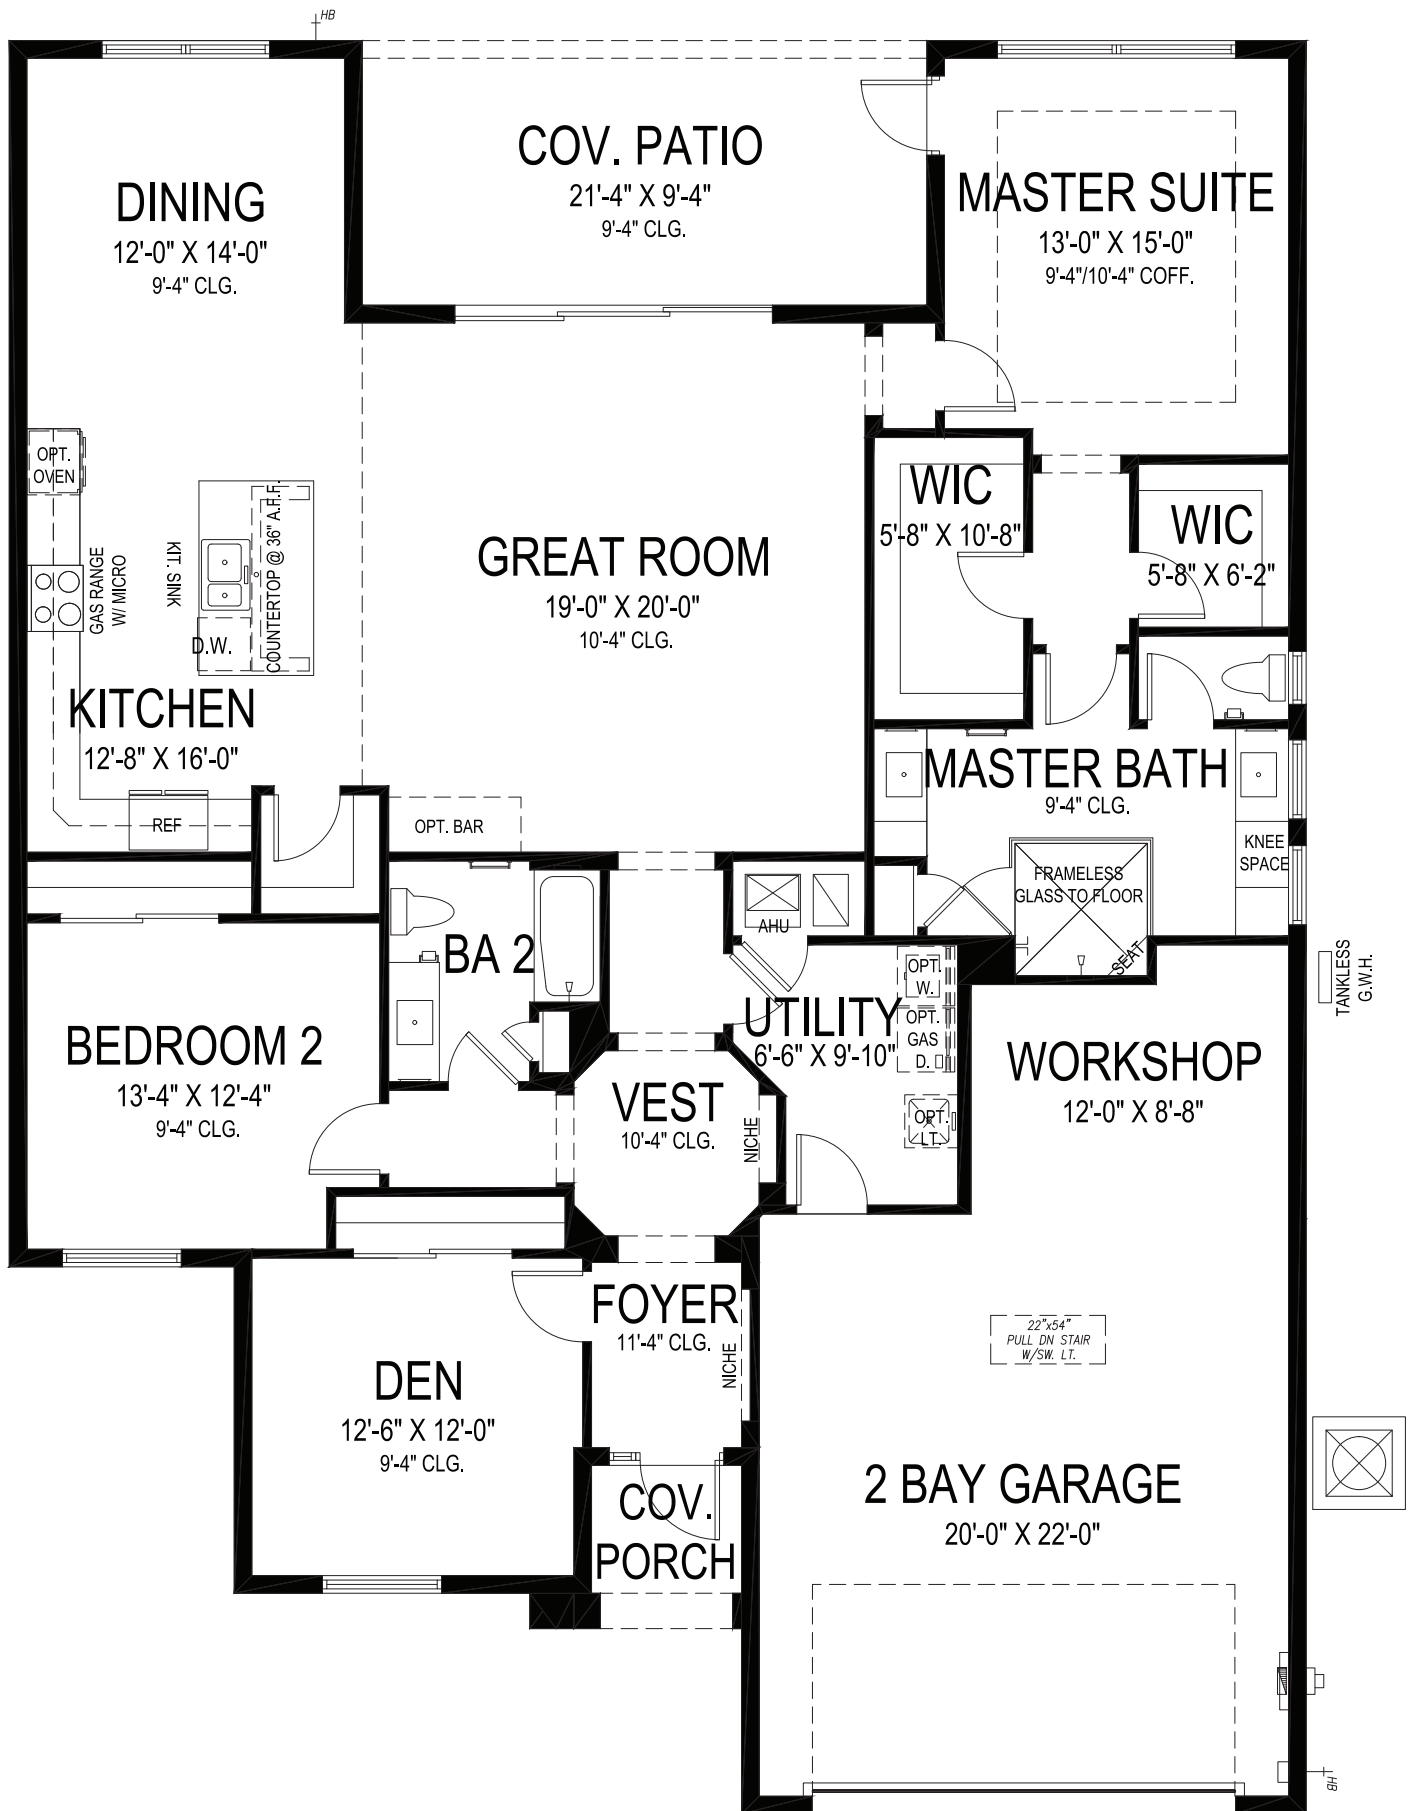 HB
COV. PATIO
21'-4" X 9'-4"
9'-4" CLG.
DINING
12'-0" X 14'-0"
9'-4" CLG.
MASTER SUITE
13'-0" X 15'-0"
9'-4"/10'-4" COFF.
OPT.
OVEN
GAS RANGE
W/ MICRO
KIT. SINK
COUNTERTOP @ 36" A.F.F.
D.W.
GREAT ROOM
19'-0" X 20'-0"
10'-4" CLG.
WIC
5'-8" X 10'-8"
WIC
5'-8" X 6'-2"
KITCHEN
12'-8" X 16'-0"
REF
OPT. BAR
MASTER BATH
9'-4" CLG.
KNEE
SPACE
FRAMELESS
GLASS TO FLOOR
SEAT
AHU
BA 2
OPT.
W.
OPT.
GAS
D.
UTILITY
6'-6" X 9'-10"
OPT.
LT.
TANKLESS
G.W.H.
BEDROOM 2
13'-4" X 12'-4"
9'-4" CLG.
VEST
10'-4" CLG.
NICHE
WORKSHOP
12'-0" X 8'-8"
FOYER
11'-4" CLG.
NICHE
22"x54"
PULL DN STAIR
W/SW. LT.
DEN
12'-6" X 12'-0"
9'-4" CLG.
COV.
PORCH
2 BAY GARAGE
20'-0" X 22'-0"
HB